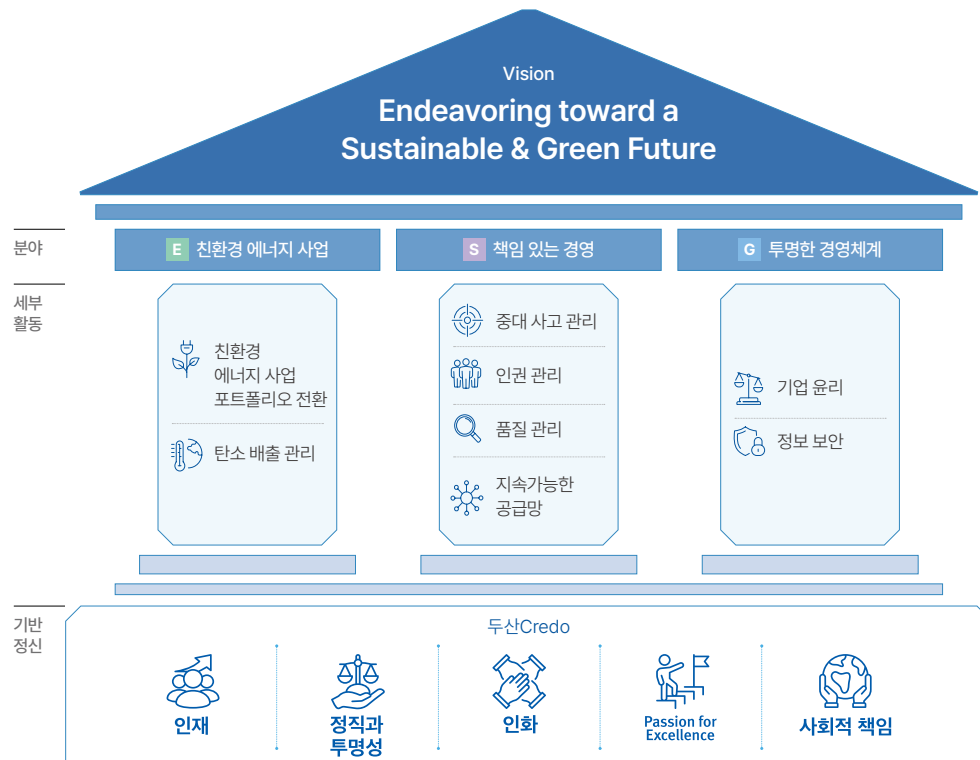 Vision
Endeavoring toward a
Sustainable & Green Future
분야
E 친환경 에너지 사업
S 책임 있는 경영
G 투명한 경영체계
세부
활동
친환경
에너지 사업
포트폴리오 전환
탄소 배출 관리
중대 사고 관리
인권 관리
품질 관리
지속가능한
공급망
기업 윤리
정보 보안
기반
정신
두산Credo
인재
정직과
투명성
인화
Passion for
Excellence
사회적 책임